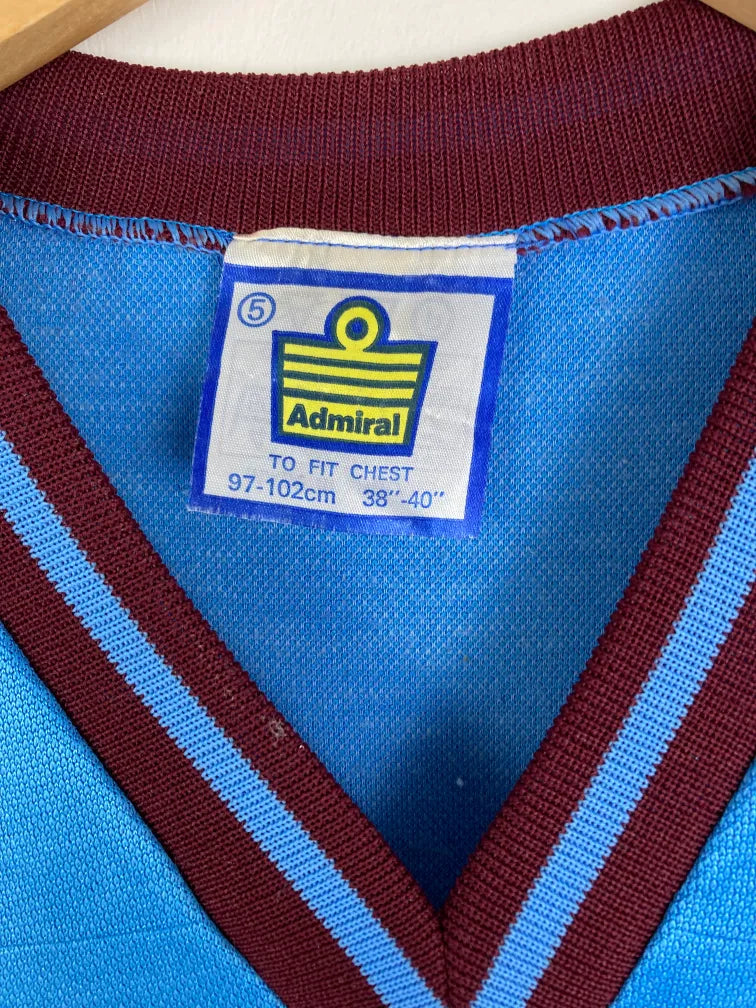 ⑤
Admiral
TO FIT CHEST
97-102cm 38"-40"